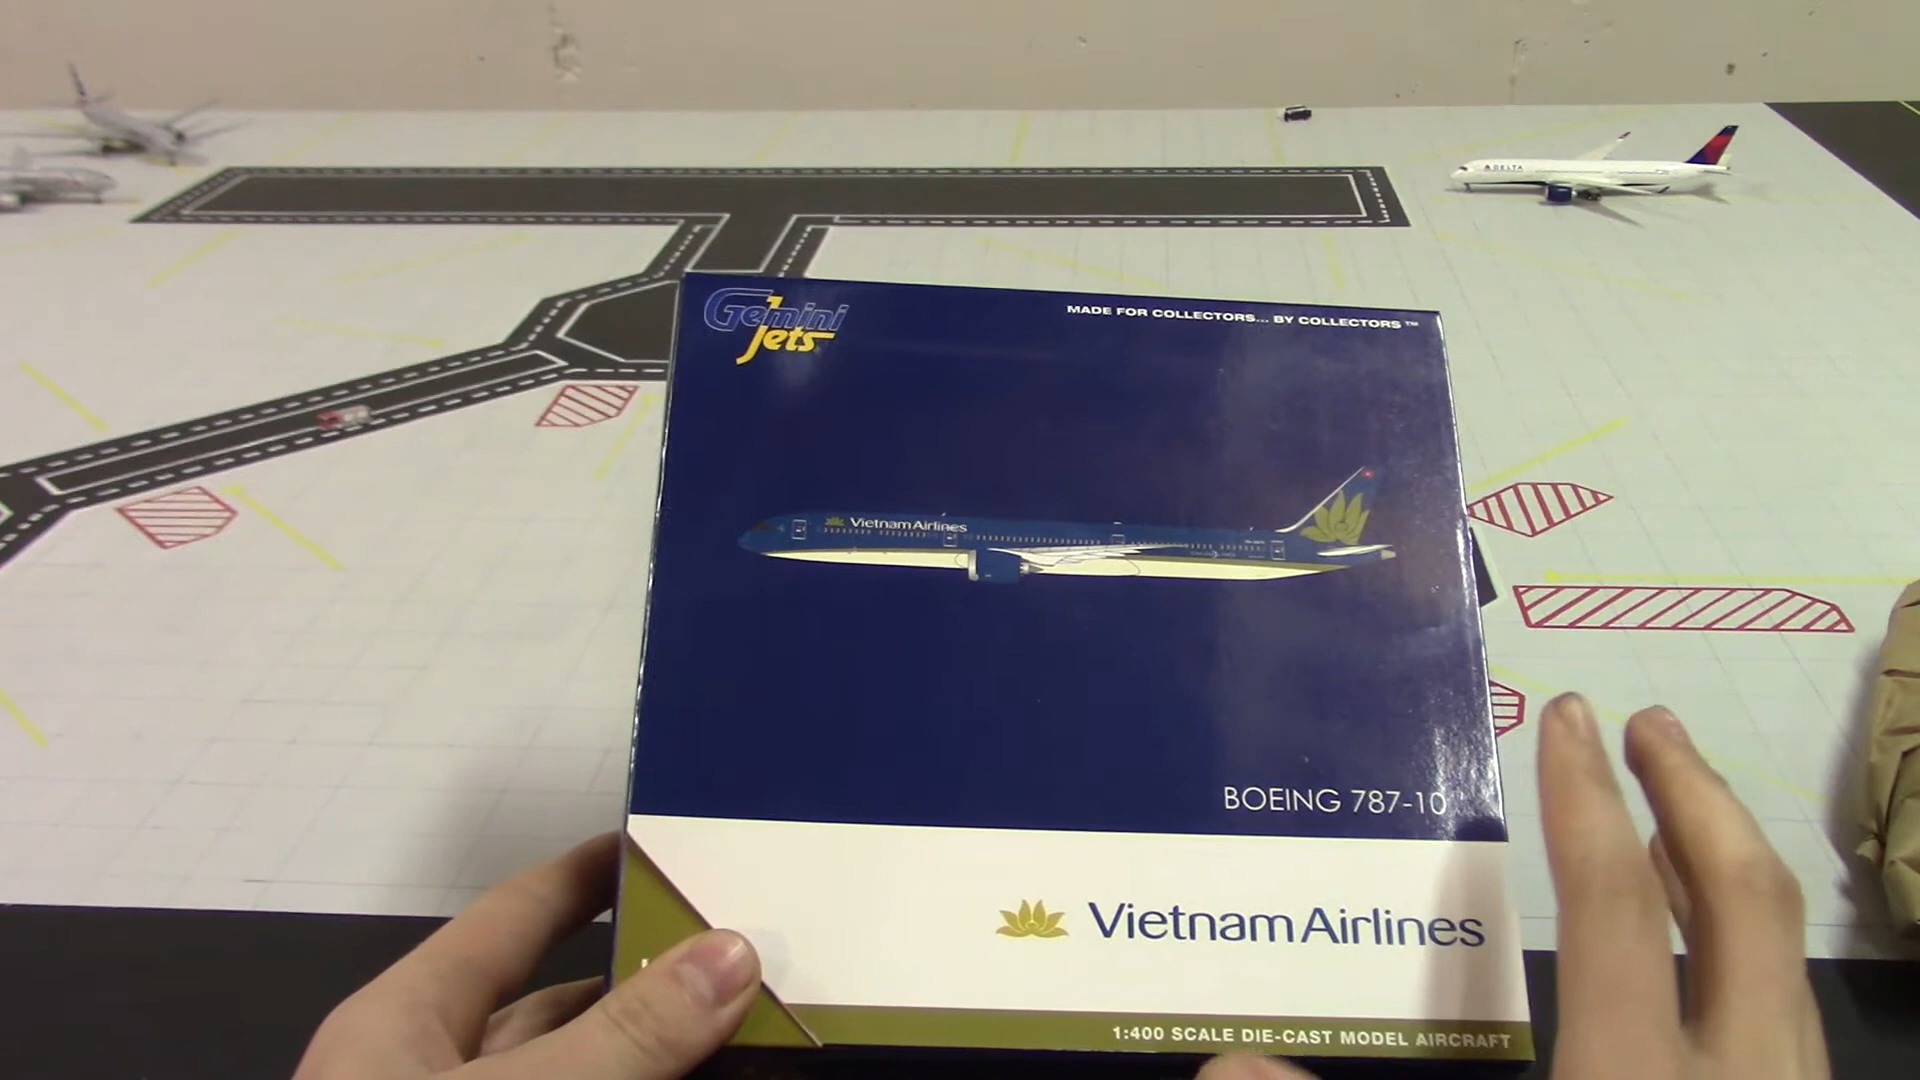 DELTA
Gemini
Jets
MADE FOR COLLECTORS... BY COLLECTORS ™
Vietnam Airlines
BOEING 787-10
Vietnam Airlines
1:400 SCALE DIE-CAST MODEL AIRCRAFT